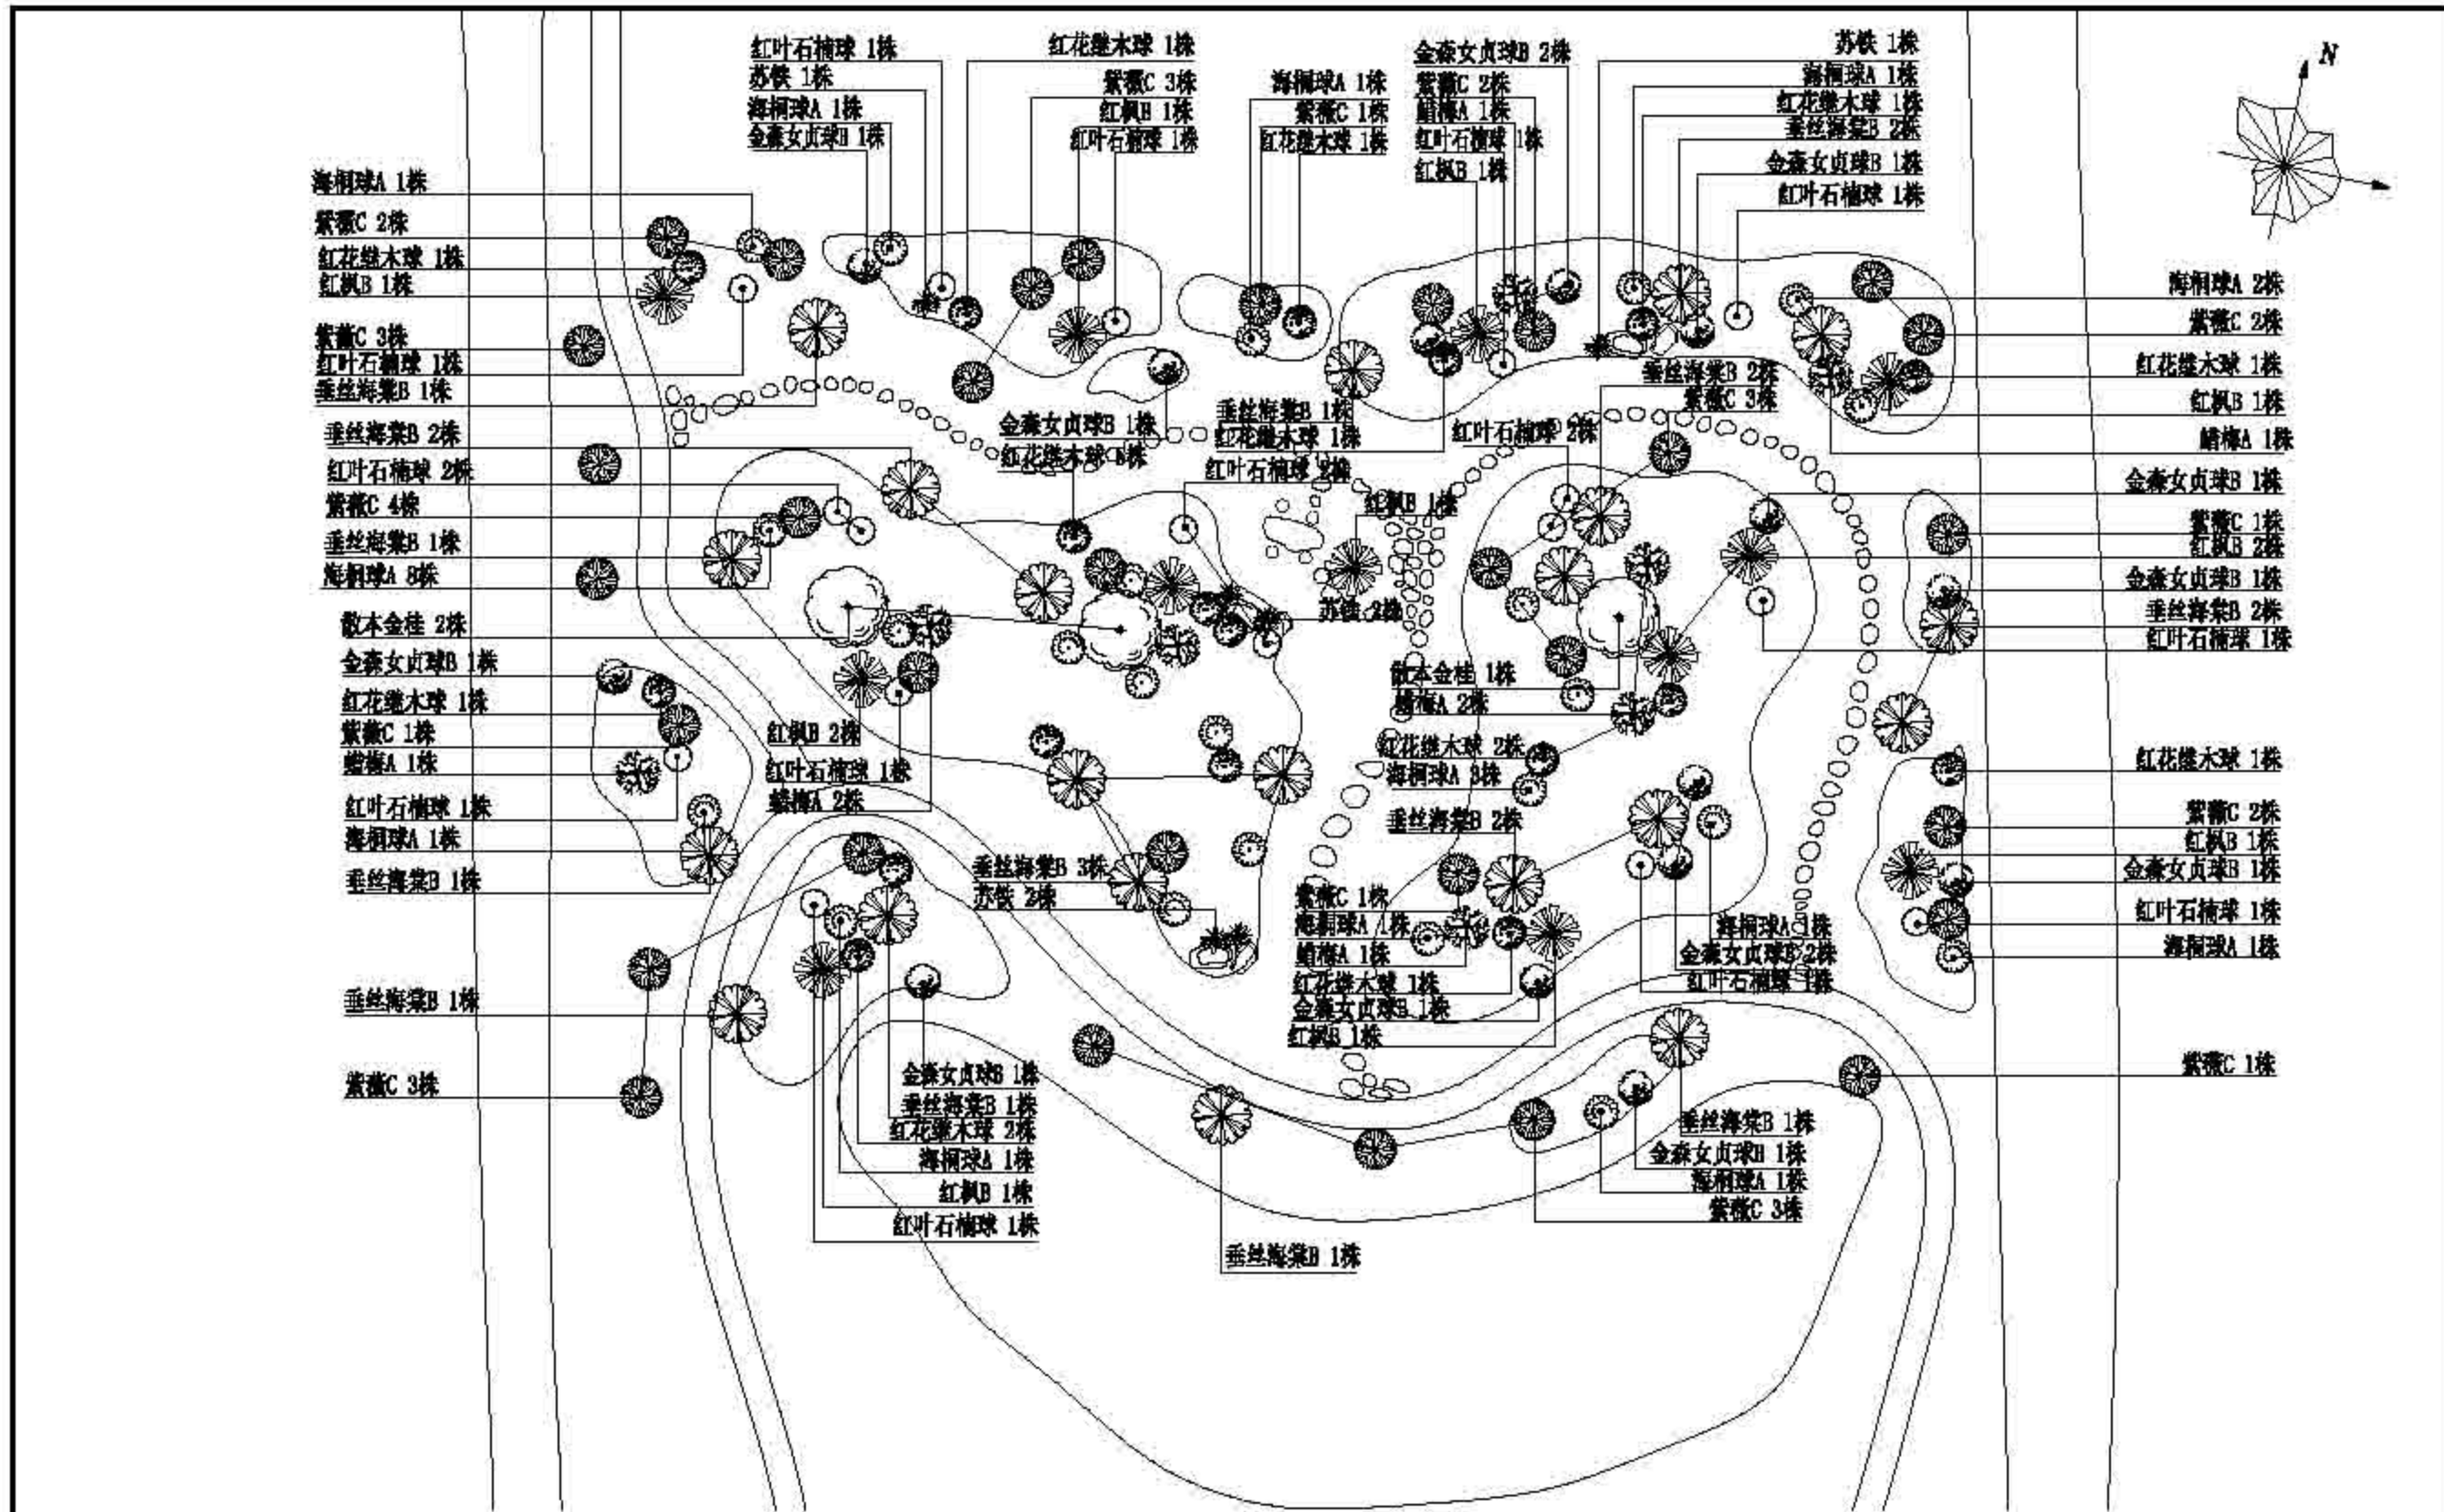 红叶石楠球 1株
苏铁 1株
海桐球A 1株
金森女贞球B 1株
红花继木球 1株
紫薇C 3株
红枫B 1株
红叶石楠球 1株
海桐球A 1株
紫薇C 1株
红花继木球 1株
金森女贞球B 2株
紫薇C 2株
蜡梅A 1株
红叶石楠球 1株
红枫B 1株
苏铁 1株
海桐球A 1株
红花继木球 1株
垂丝海棠B 2株
金森女贞球B 1株
红叶石楠球 1株
N
海桐球A 1株
紫薇C 2株
红花继木球 1株
红枫B 1株
紫薇C 3株
红叶石楠球 1株
垂丝海棠B 1株
垂丝海棠B 2株
红叶石楠球 2株
紫薇C 4株
垂丝海棠B 1株
海桐球A 8株
散本金桂 2株
金森女贞球B 1株
红花继木球 1株
紫薇C 1株
蜡梅A 1株
红叶石楠球 1株
海桐球A 1株
垂丝海棠B 1株
垂丝海棠B 1株
紫薇C 3株
金森女贞球B 1株
红花继木球
垂丝海棠B 1株
红花继木球 1株
红叶石楠球 2株
垂丝海棠B 2株
紫薇C 3株
红叶石楠球 2株
红枫B 1株
苏铁 2株
散本金桂 1株
蜡梅A 2株
红花继木球 2株
海桐球A 3株
垂丝海棠B 2株
红枫B 2株
红叶石楠球 1株
蜡梅A 2株
垂丝海棠B 3株
苏铁 2株
紫薇C 1株
海桐球A 1株
蜡梅A 1株
红花继木球 1株
金森女贞球B 1株
红枫B 1株
海桐球A 1株
金森女贞球B 2株
红叶石楠球 1株
金森女贞球B 1株
垂丝海棠B 1株
红花继木球 2株
海桐球A 1株
红枫B 1株
红叶石楠球 1株
垂丝海棠B 1株
垂丝海棠B 1株
金森女贞球B 1株
海桐球A 1株
紫薇C 3株
海桐球A 2株
紫薇C 2株
红花继木球 1株
红枫B 1株
蜡梅A 1株
金森女贞球B 1株
紫薇C 1株
红枫B 2株
金森女贞球B 1株
垂丝海棠B 2株
红叶石楠球 1株
红花继木球 1株
紫薇C 2株
红枫B 1株
金森女贞球B 1株
红叶石楠球 1株
海桐球A 1株
紫薇C 1株